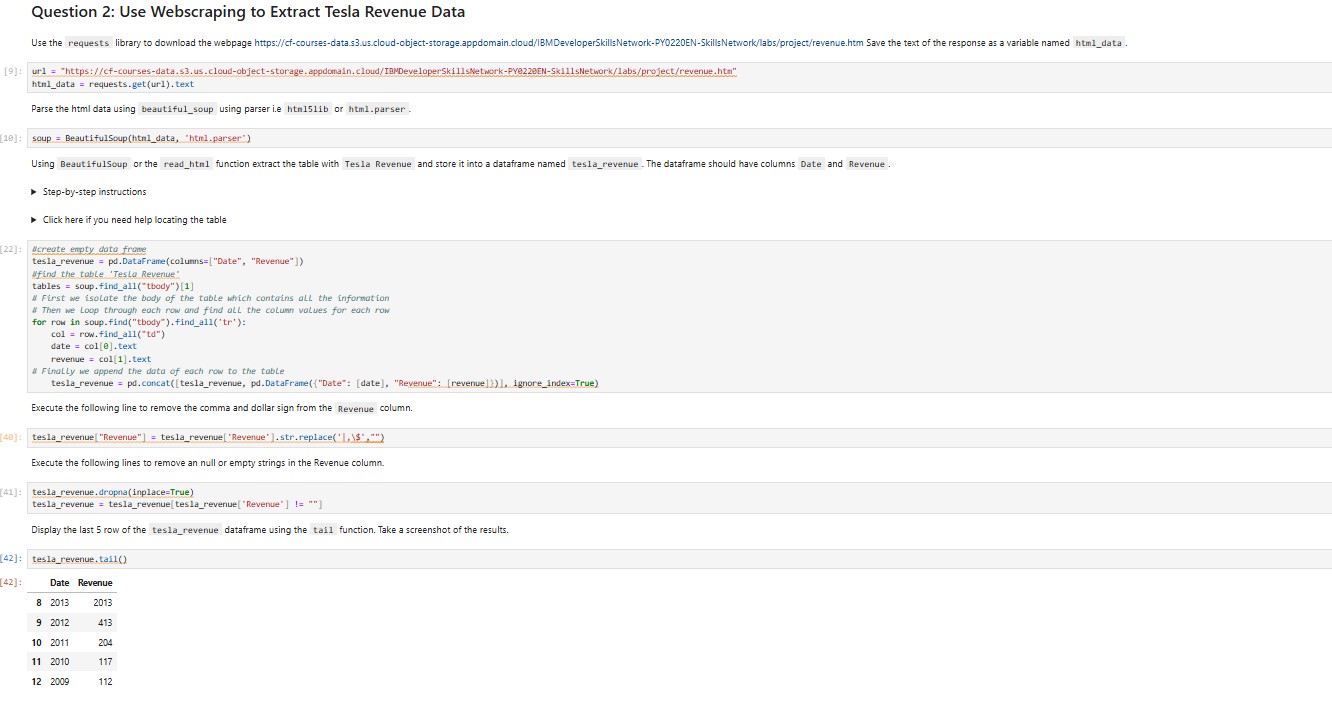 Question 2: Use Webscraping to Extract Tesla Revenue Data
Use the requests library to download the webpage https://cf-courses-data.s3.us.cloud-object-storage.appdomain.cloud/IBMDeveloperSkillsNetwork-PY0220EN-SkillsNetwork/labs/project/revenue.htm Save the text of the response as a variable named html_data.
[9]: url = "https://cf-courses-data.s3.us.cloud-object-storage.appdomain.cloud/IBMDeveloperSkillsNetwork-PY0220EN-SkillsNetwork/labs/project/revenue.htm"
html_data = requests.get(url).text
Parse the html data using beautiful_soup using parser i.e html5lib or html.parser.
[10]: soup = BeautifulSoup(html_data, 'html.parser')
Using BeautifulSoup or the read_html function extract the table with Tesla Revenue and store it into a dataframe named tesla_revenue. The dataframe should have columns Date and Revenue.
▶ Step-by-step instructions
▶ Click here if you need help locating the table
[22]: #create empty data frame
tesla_revenue = pd.DataFrame(columns=["Date", "Revenue"])
#find the table 'Tesla Revenue'
tables = soup.find_all("tbody")[1]
# First we isolate the body of the table which contains all the information
# Then we loop through each row and find all the column values for each row
for row in soup.find("tbody").find_all('tr'):
    col = row.find_all("td")
    date = col[0].text
    revenue = col[1].text
# Finally we append the data of each row to the table
    tesla_revenue = pd.concat([tesla_revenue, pd.DataFrame({"Date": [date], "Revenue": [revenue]})], ignore_index=True)
Execute the following line to remove the comma and dollar sign from the Revenue column.
[40]: tesla_revenue["Revenue"] = tesla_revenue['Revenue'].str.replace('|,\$',"")
Execute the following lines to remove an null or empty strings in the Revenue column.
[41]: tesla_revenue.dropna(inplace=True)
tesla_revenue = tesla_revenue[tesla_revenue['Revenue'] != ""]
Display the last 5 row of the tesla_revenue dataframe using the tail function. Take a screenshot of the results.
[42]: tesla_revenue.tail()
[42]: Date Revenue
8 2013 2013
9 2012 413
10 2011 204
11 2010 117
12 2009 112